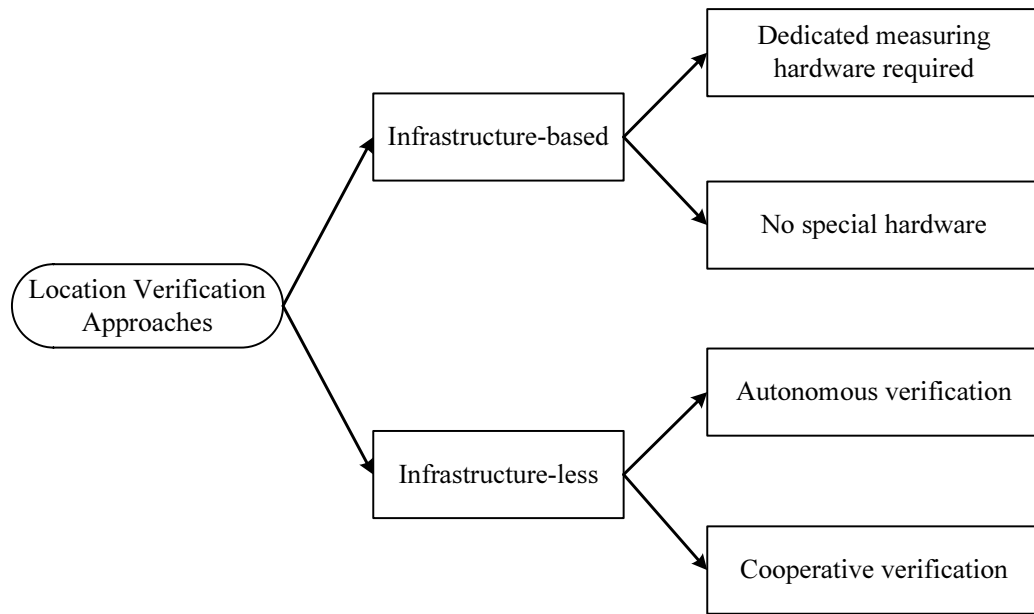 Location Verification
Approaches
Infrastructure-based
Dedicated measuring
hardware required
No special hardware
Infrastructure-less
Autonomous verification
Cooperative verification